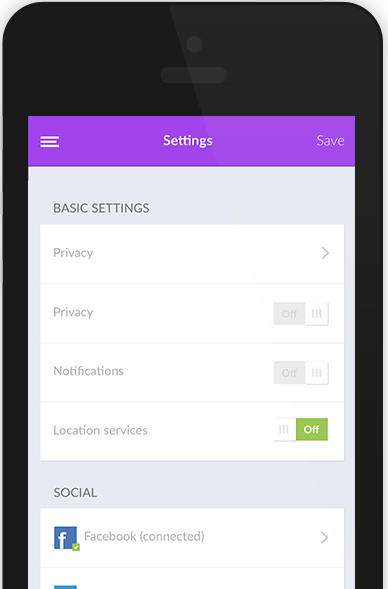 Settings
Save
BASIC SETTINGS
Privacy
Privacy
Off
Notifications
Off
Location services
Off
SOCIAL
f
Facebook (connected)